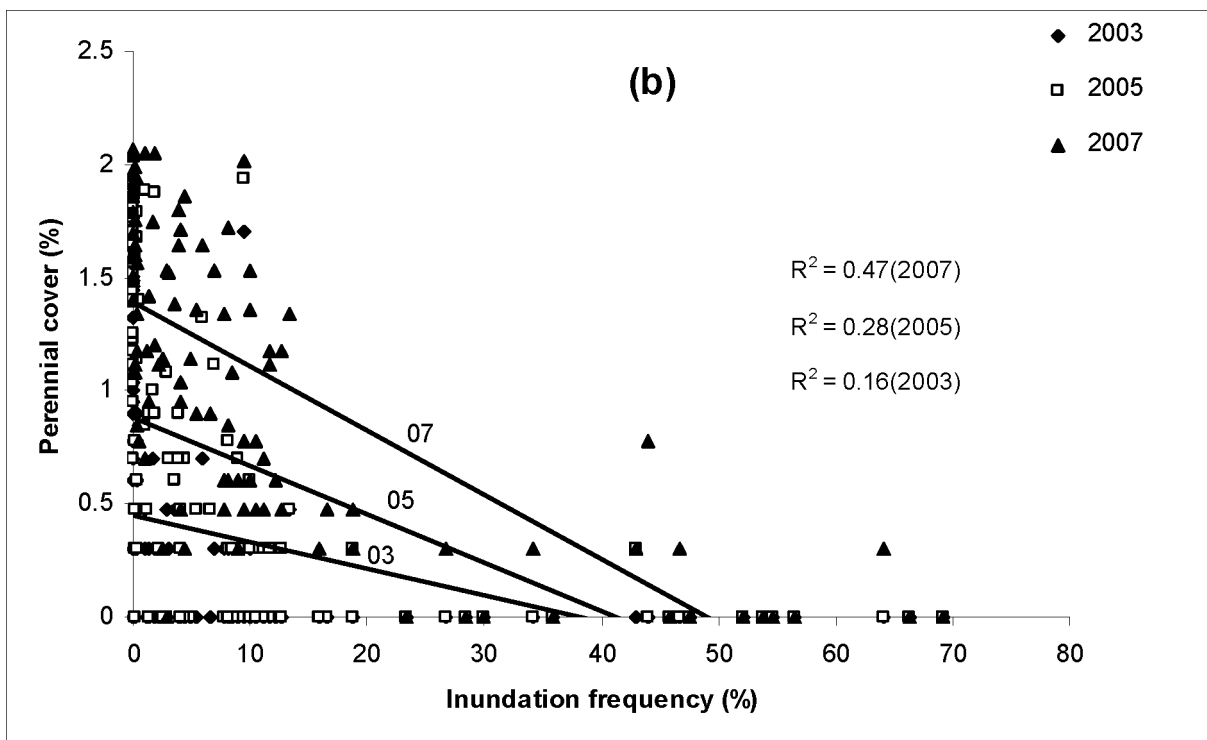 (b)
2003
2005
2007
2.5
2
1.5
1
0.5
0
Perennial cover (%)
R² = 0.47(2007)
R² = 0.28(2005)
R² = 0.16(2003)
07
05
03
0 10 20 30 40 50 60 70 80
Inundation frequency (%)